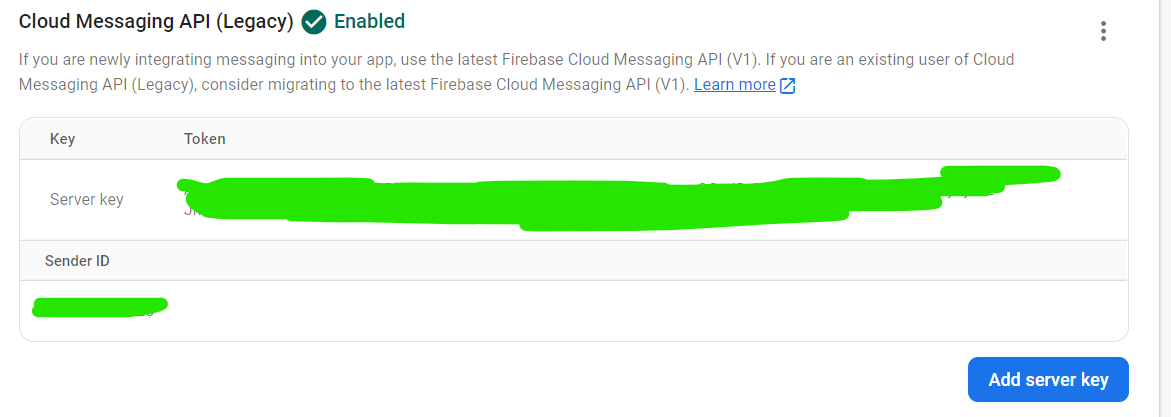 Cloud Messaging API (Legacy) Enabled
If you are newly integrating messaging into your app, use the latest Firebase Cloud Messaging API (V1). If you are an existing user of Cloud
Messaging API (Legacy), consider migrating to the latest Firebase Cloud Messaging API (V1). Learn more
Key Token
Server key
Sender ID
Add server key